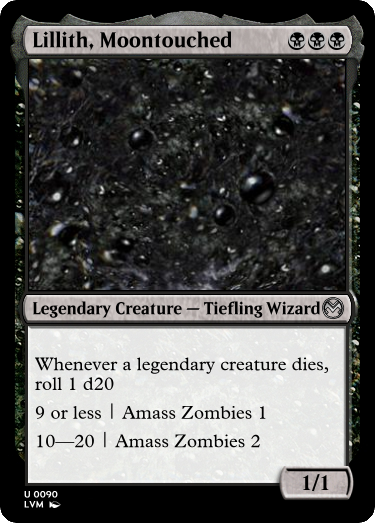 Lillith, Moontouched
Legendary Creature — Tiefling Wizard
Whenever a legendary creature dies,
roll 1 d20
9 or less | Amass Zombies 1
10—20 | Amass Zombies 2
1/1
U 0090
LVM